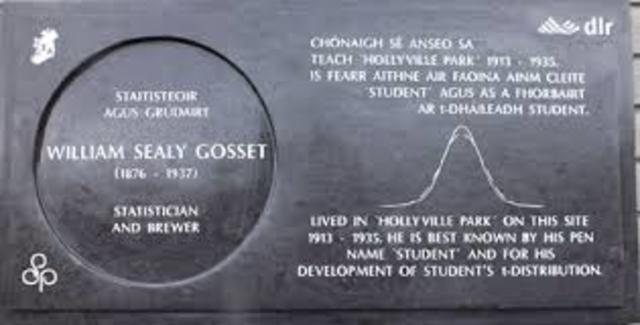 STAITISTEOIR
AGUS GRÚDAIRE
WILLIAM SEALY GOSSET
(1876 - 1937)
STATISTICIAN
AND BREWER
dlr
CHÓNAIGH SÉ ANSEO SA
TEACH 'HOLLYVILLE PARK' 1913 - 1935.
IS FEARR AITHNE AIR FAOINA AINM CLEITE
'STUDENT' AGUS AS A FHORBAIRT
AR t-DHÁILEADH STUDENT.
LIVED IN 'HOLLYVILLE PARK' ON THIS SITE
1913 - 1935. HE IS BEST KNOWN BY HIS PEN
NAME 'STUDENT' AND FOR HIS
DEVELOPMENT OF STUDENT'S t-DISTRIBUTION.